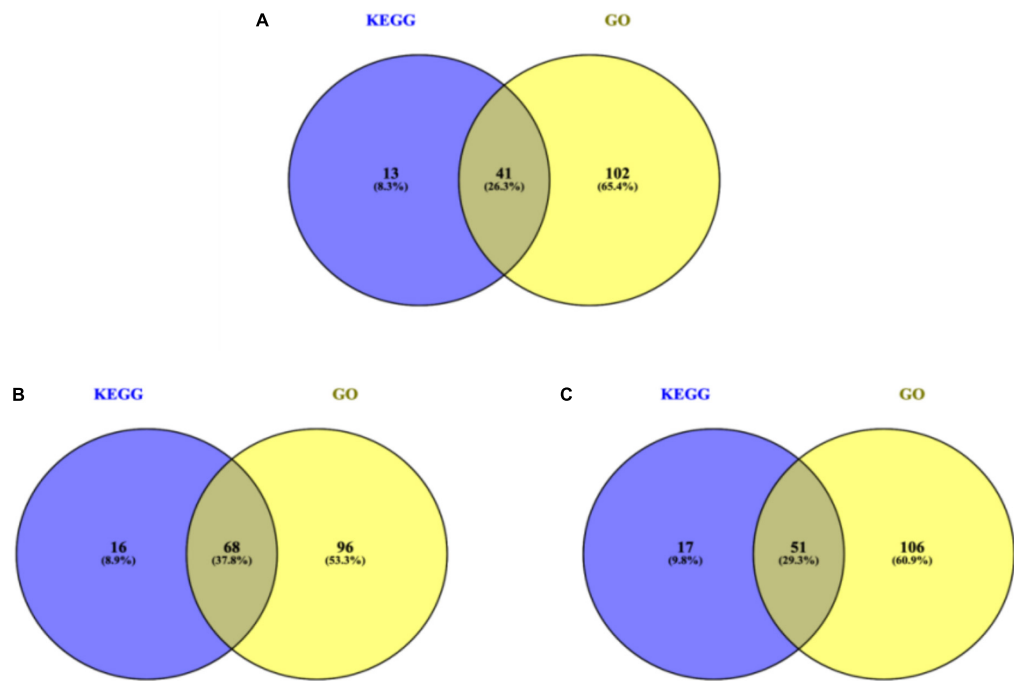 A
KEGG
GO
13
(8.3%)
41
(26.3%)
102
(65.4%)
B
KEGG
GO
16
(8.9%)
68
(37.8%)
96
(53.3%)
C
KEGG
GO
17
(9.8%)
51
(29.3%)
106
(60.9%)